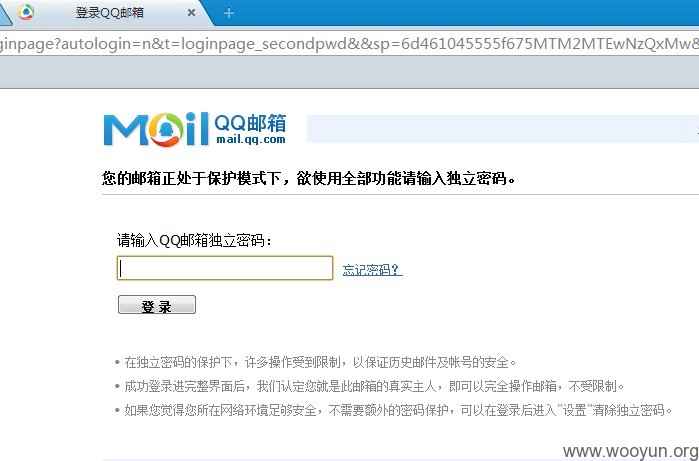 登录QQ邮箱
ginpage?autologin=n&t=loginpage_secondpwd&&sp=6d461045555f675MTM2MTEwNzQxMw&
Mail QQ邮箱
mail.qq.com
您的邮箱正处于保护模式下，欲使用全部功能请输入独立密码。
请输入QQ邮箱独立密码：
忘记密码？
登 录
• 在独立密码的保护下，许多操作受到限制，以保证历史邮件及帐号的安全。
• 成功登录进完整界面后，我们认定您就是此邮箱的真实主人，即可以完全操作邮箱，不受限制。
• 如果您觉得您所在网络环境足够安全，不需要额外的密码保护，可以在登录后进入"设置"清除独立密码。
www.wooyun.org